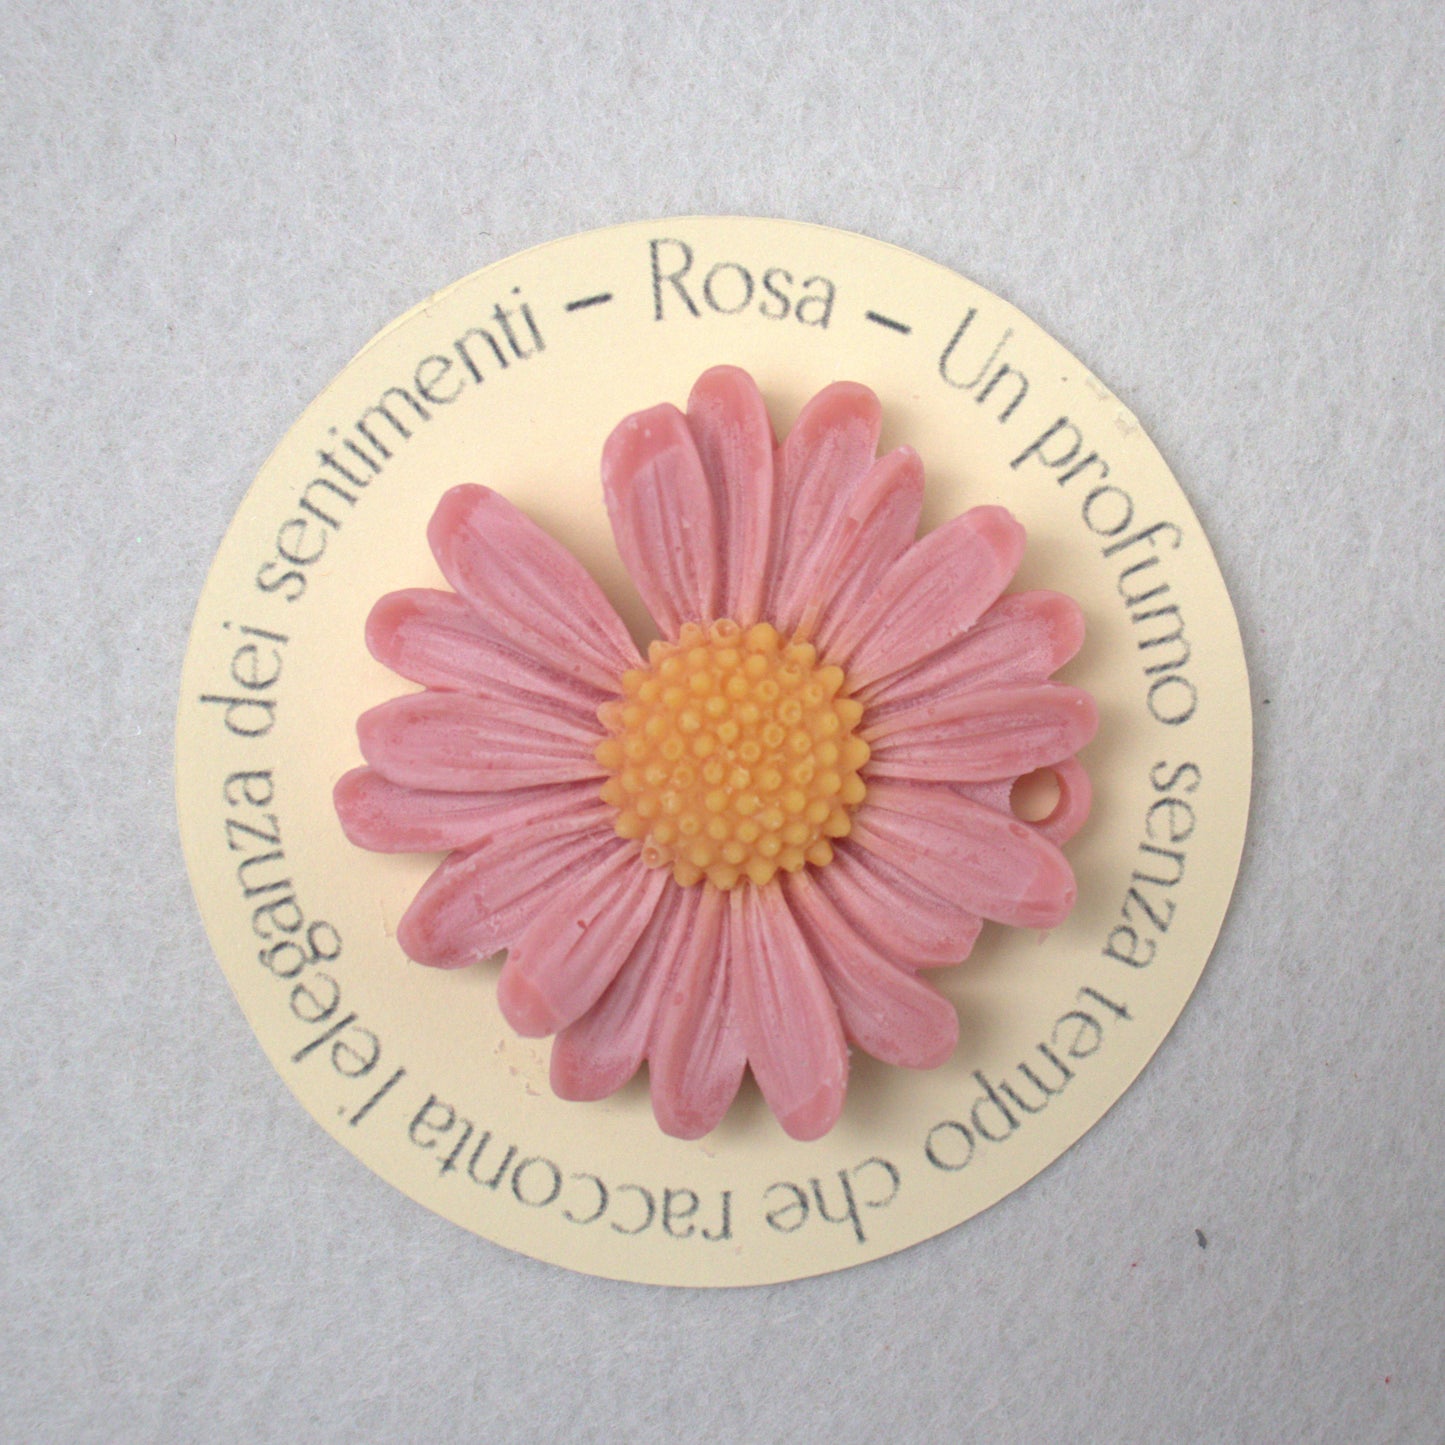 – Rosa – Un profumo senza tempo che racconta l'eleganza dei sentimenti